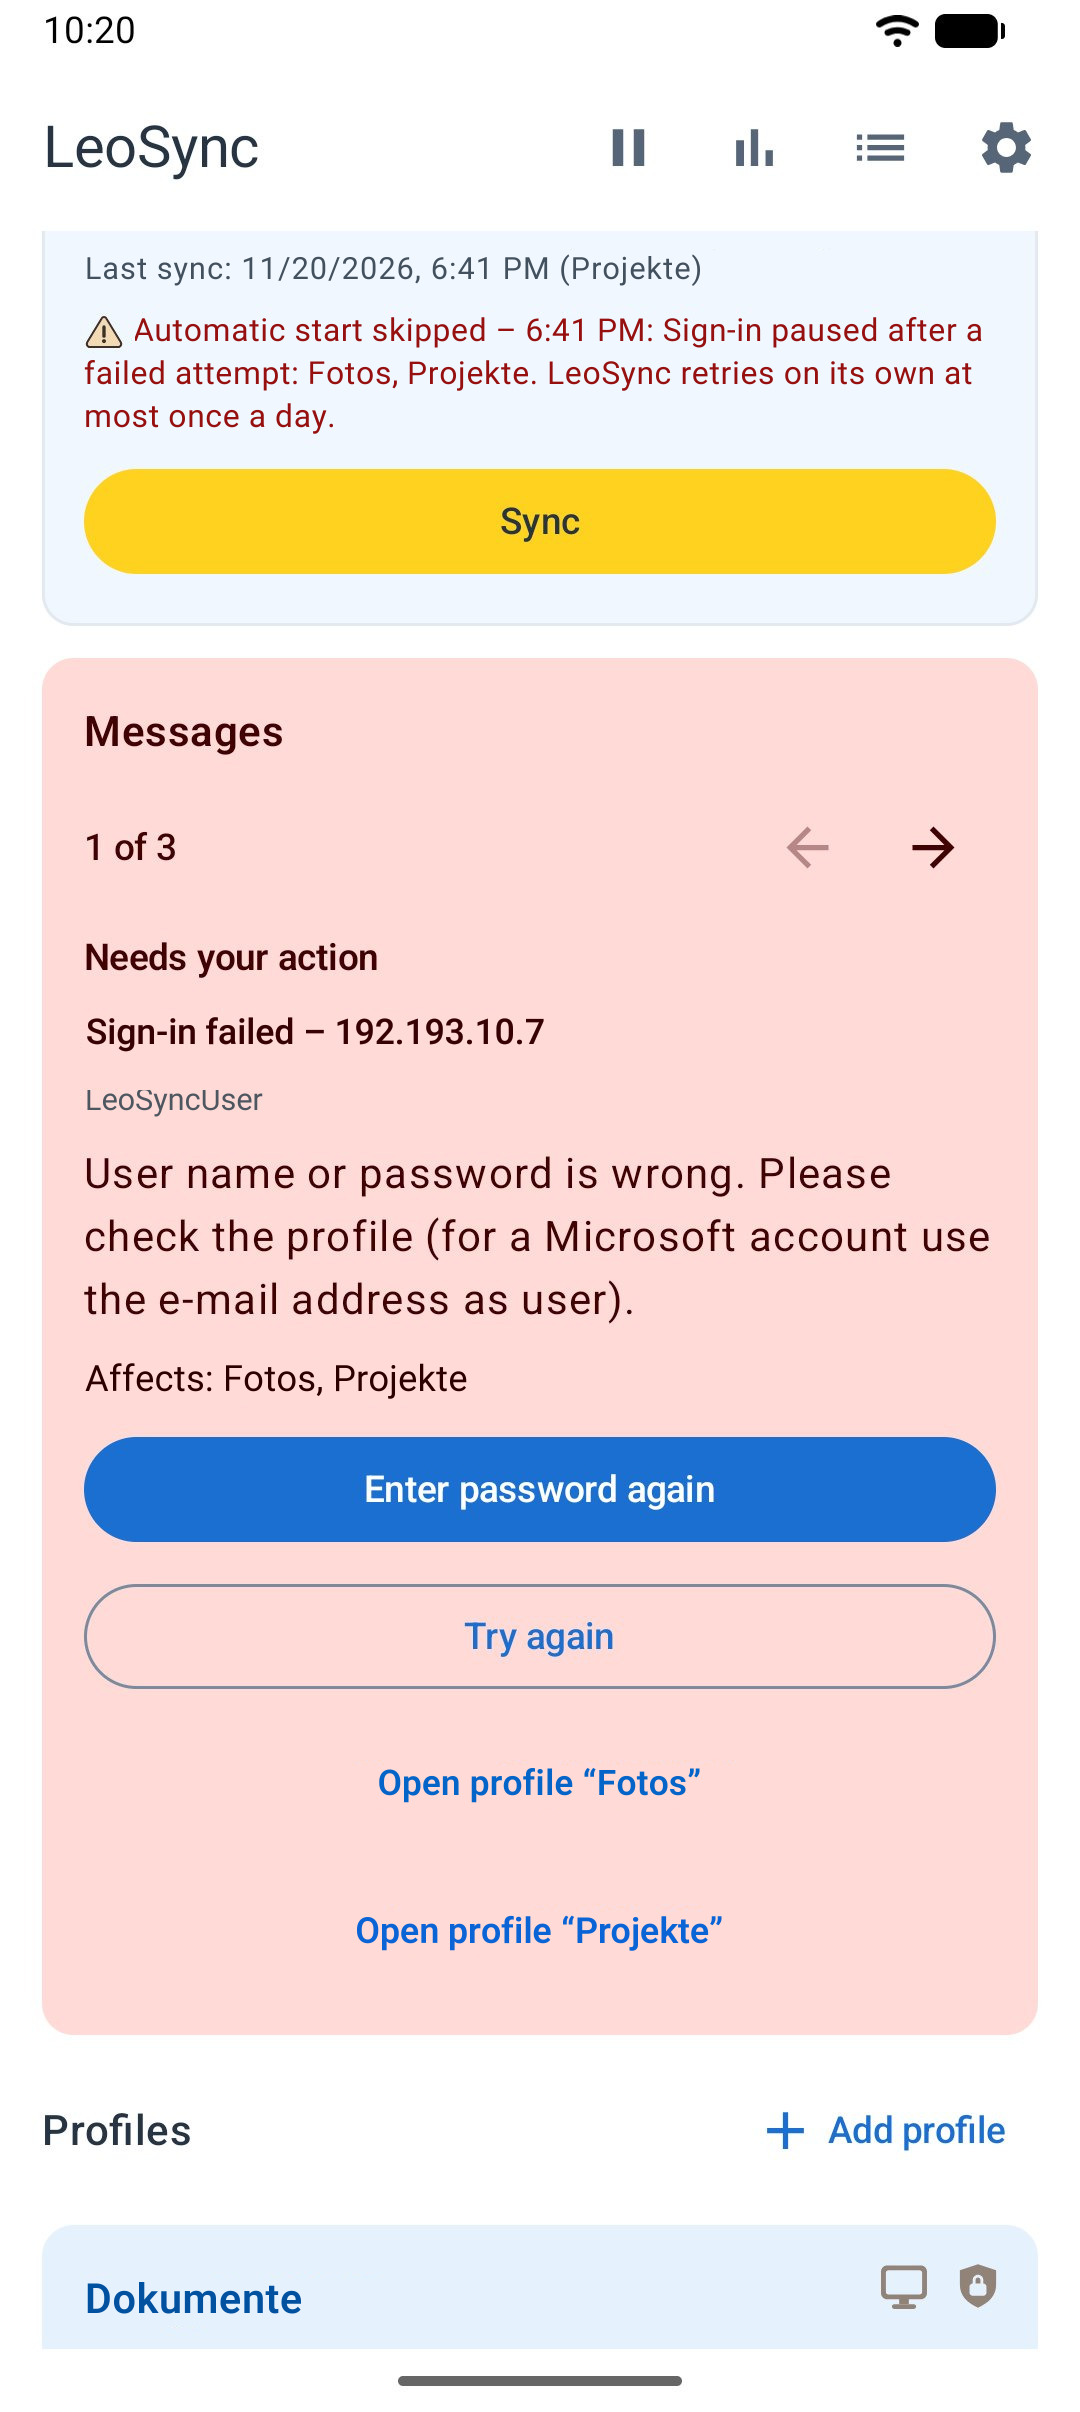 10:20
LeoSync
Last sync: 11/20/2026, 6:41 PM (Projekte)
⚠ Automatic start skipped – 6:41 PM: Sign-in paused after a
failed attempt: Fotos, Projekte. LeoSync retries on its own at
most once a day.
Sync
Messages
1 of 3
Needs your action
Sign-in failed – 192.193.10.7
LeoSyncUser
User name or password is wrong. Please
check the profile (for a Microsoft account use
the e-mail address as user).
Affects: Fotos, Projekte
Enter password again
Try again
Open profile “Fotos”
Open profile “Projekte”
Profiles
Add profile
Dokumente